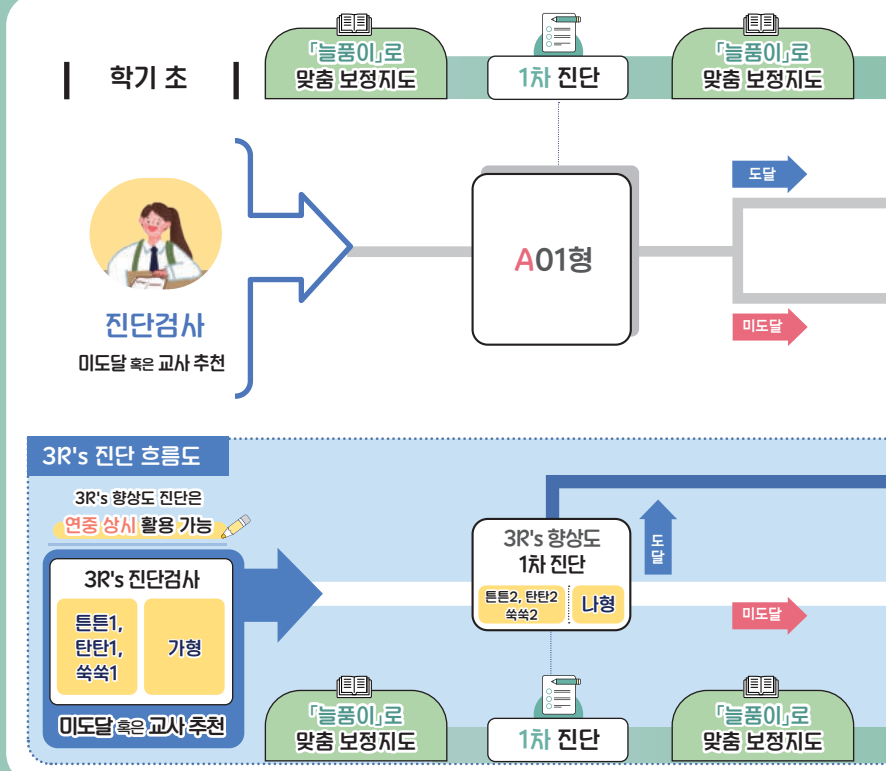 학기 초
「늘품이」로
맞춤 보정지도
1차 진단
「늘품이」로
맞춤 보정지도
진단검사
미도달 혹은 교사 추천
A01형
도달
미도달
3R's 진단 흐름도
3R's 향상도 진단은
연중 상시 활용 가능
3R's 진단검사
튼튼1,
탄탄1,
쑥쑥1
가형
미도달 혹은 교사 추천
3R's 향상도
1차 진단
튼튼2, 탄탄2
쑥쑥2
나형
도달
미도달
「늘품이」로
맞춤 보정지도
1차 진단
「늘품이」로
맞춤 보정지도